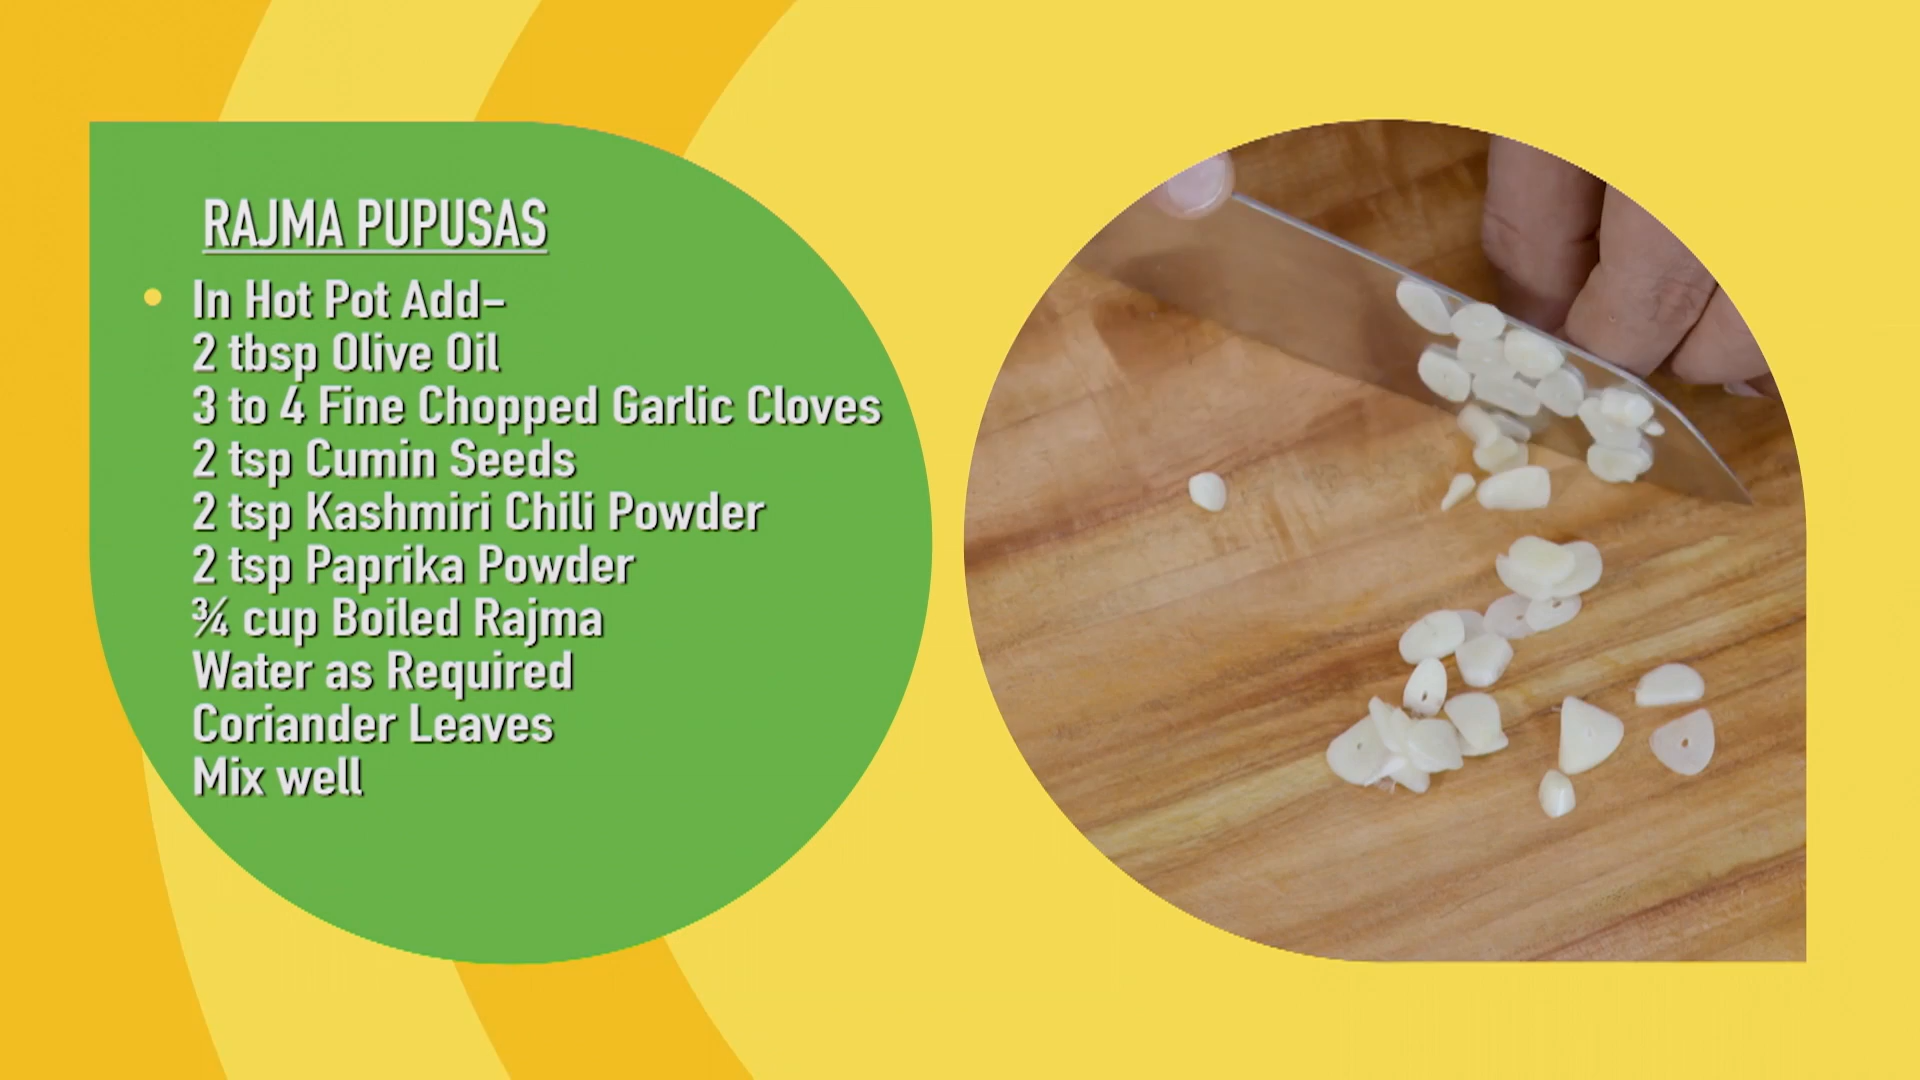 RAJMA PUPUSAS
• In Hot Pot Add–
2 tbsp Olive Oil
3 to 4 Fine Chopped Garlic Cloves
2 tsp Cumin Seeds
2 tsp Kashmiri Chili Powder
2 tsp Paprika Powder
¾ cup Boiled Rajma
Water as Required
Coriander Leaves
Mix well